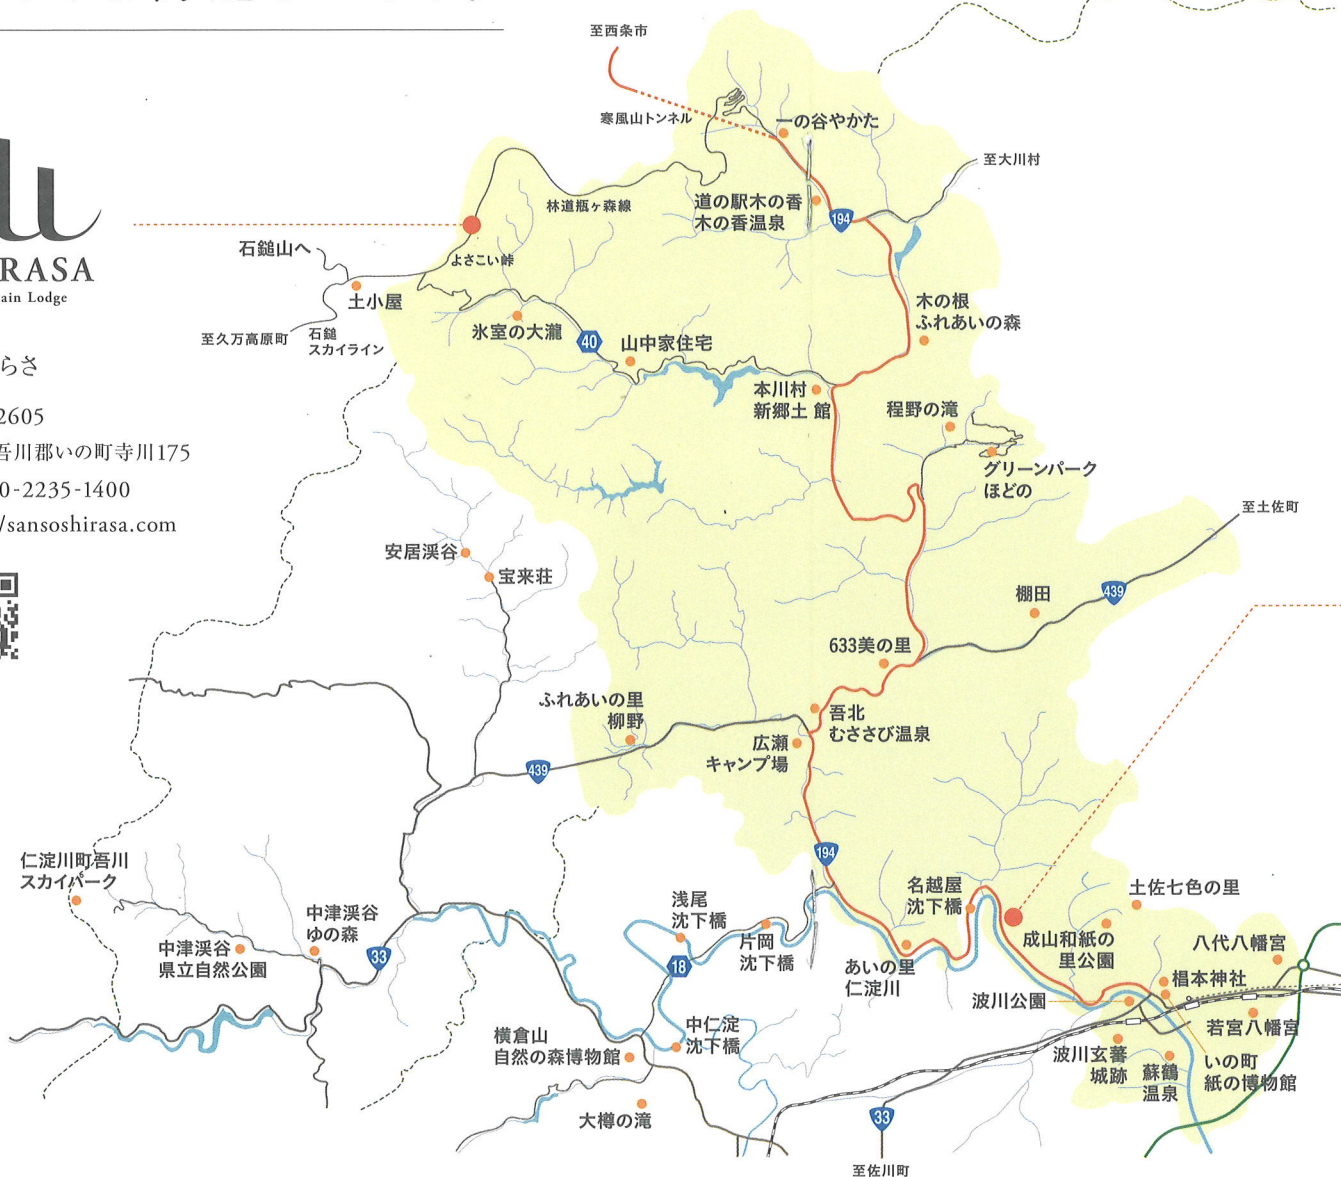 至西条市
寒風山トンネル
一の谷やかた
至大川村
林道瓶ヶ森線
道の駅木の香
木の香温泉
194
石鎚山へ
よさこい峠
RASA
ain Lodge
土小屋
木の根
ふれあいの森
至久万高原町
石鎚
スカイライン
氷室の大瀧
40
山中家住宅
らさ
本川村
新郷土 館
程野の滝
2605
吾川郡いの町寺川175
グリーンパーク
ほどの
0-2235-1400
/sansoshirasa.com
至土佐町
安居渓谷
宝来荘
棚田
439
633美の里
ふれあいの里
柳野
吾北
むささび温泉
広瀬
キャンプ場
439
194
仁淀川町吾川
スカイパーク
名越屋
沈下橋
土佐七色の里
浅尾
沈下橋
中津渓谷
ゆの森
片岡
沈下橋
成山和紙の
里公園
八代八幡宮
中津渓谷
県立自然公園
33
18
あいの里
仁淀川
椙本神社
波川公園
若宮八幡宮
横倉山
自然の森博物館
中仁淀
沈下橋
波川玄蕃
城跡
蘇鶴
温泉
いの町
紙の博物館
大樽の滝
33
至佐川町